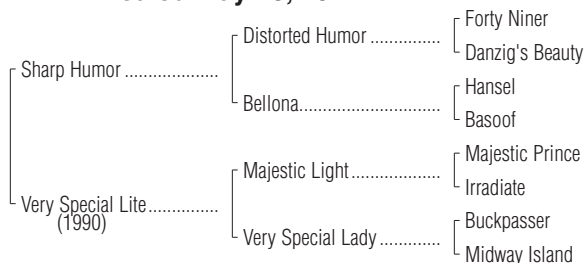 Forty Niner
Distorted Humor ..................
Danzig's Beauty
Sharp Humor ....................
Hansel
Bellona....................................
Basoof
Majestic Prince
Majestic Light.......................
Irradiate
Very Special Lite...............
(1990)
Buckpasser
Very Special Lady ...............
Midway Island